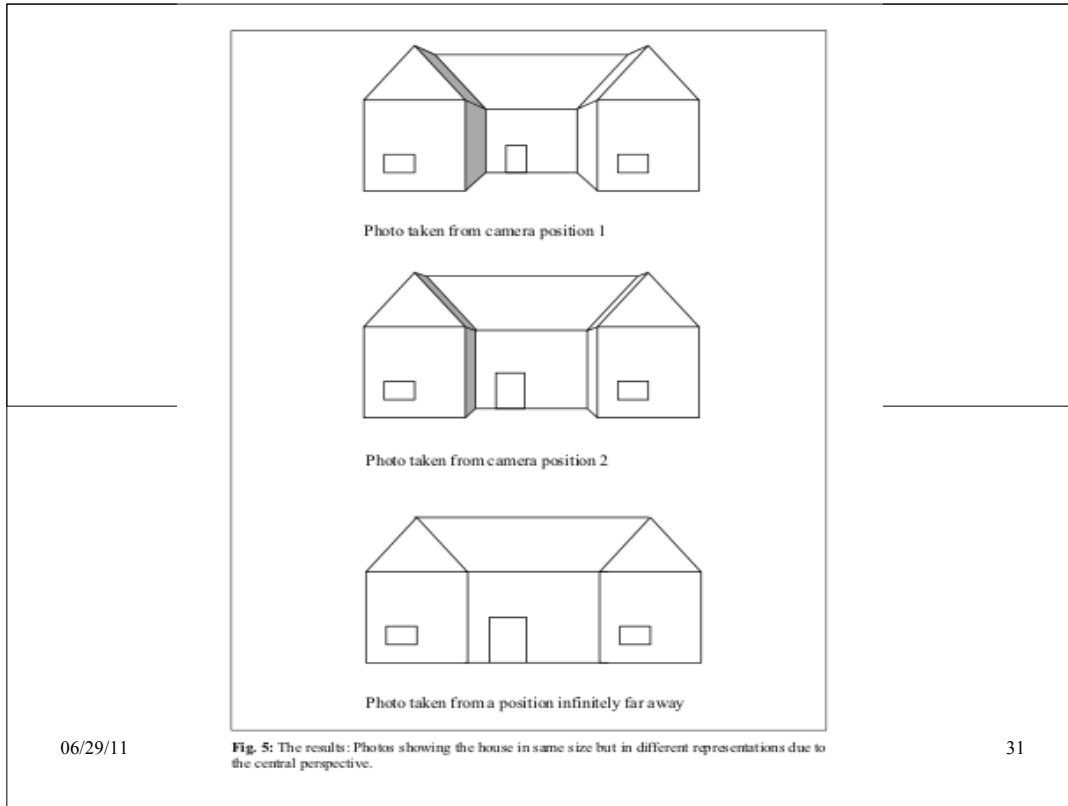 Photo taken from camera position 1
Photo taken from camera position 2
Photo taken from a position infinitely far away
06/29/11
Fig. 5: The results: Photos showing the house in same size but in different representations due to
the central perspective.
31